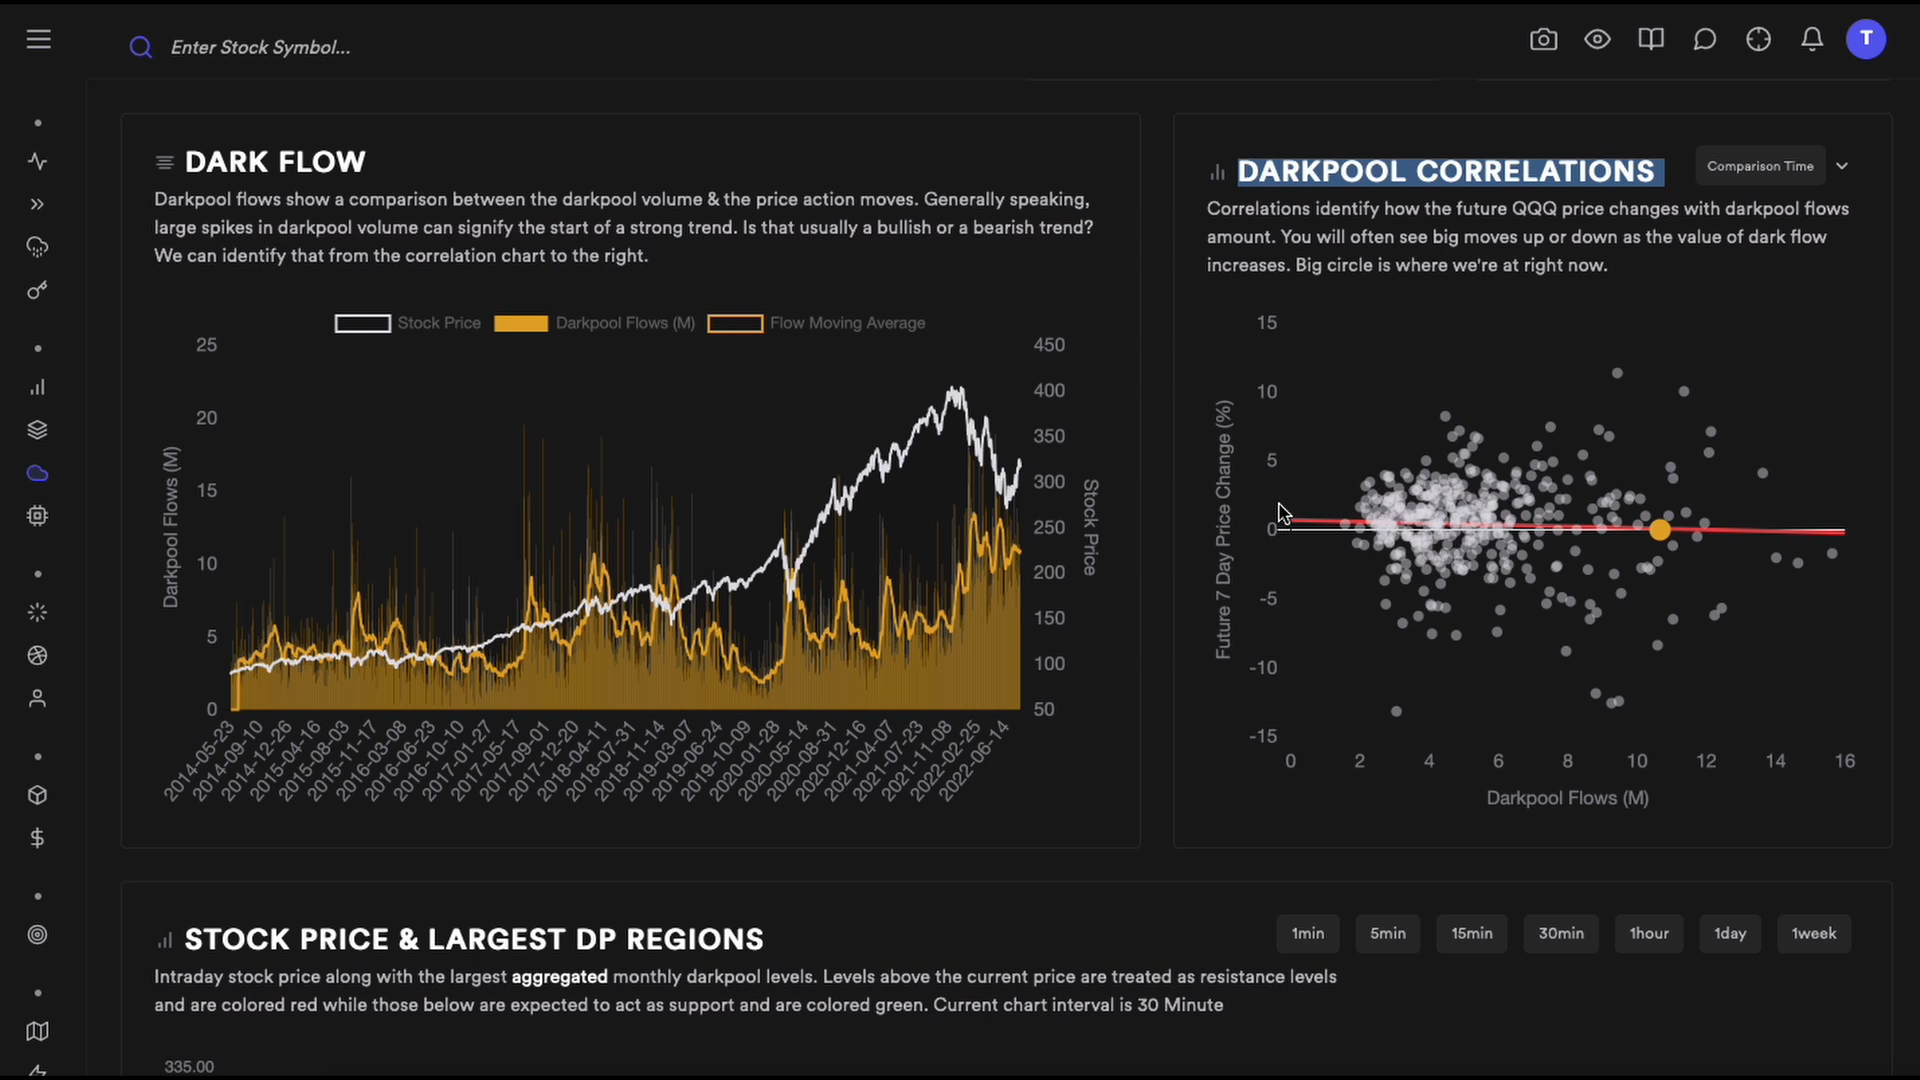 Enter Stock Symbol...
T
DARK FLOW
Darkpool flows show a comparison between the darkpool volume & the price action moves. Generally speaking,
large spikes in darkpool volume can signify the start of a strong trend. Is that usually a bullish or a bearish trend?
We can identify that from the correlation chart to the right.
Stock Price
Darkpool Flows (M)
Flow Moving Average
25
20
15
10
5
0
Darkpool Flows (M)
450
400
350
300
250
200
150
100
50
Stock Price
2014-05-23
2014-09-10
2014-12-26
2015-04-16
2015-08-03
2015-11-17
2016-03-08
2016-06-23
2016-10-10
2017-01-27
2017-05-17
2017-09-01
2017-12-20
2018-04-11
2018-07-31
2018-11-14
2019-03-07
2019-06-24
2019-10-09
2020-01-28
2020-05-14
2020-08-31
2020-12-16
2021-04-07
2021-07-23
2021-11-08
2022-02-25
2022-06-14
DARKPOOL CORRELATIONS
Comparison Time
Correlations identify how the future QQQ price changes with darkpool flows
amount. You will often see big moves up or down as the value of dark flow
increases. Big circle is where we're at right now.
15
10
5
0
-5
-10
-15
Future 7 Day Price Change (%)
0 2 4 6 8 10 12 14 16
Darkpool Flows (M)
STOCK PRICE & LARGEST DP REGIONS
1min 5min 15min 30min 1hour 1day 1week
Intraday stock price along with the largest aggregated monthly darkpool levels. Levels above the current price are treated as resistance levels
and are colored red while those below are expected to act as support and are colored green. Current chart interval is 30 Minute
335.00